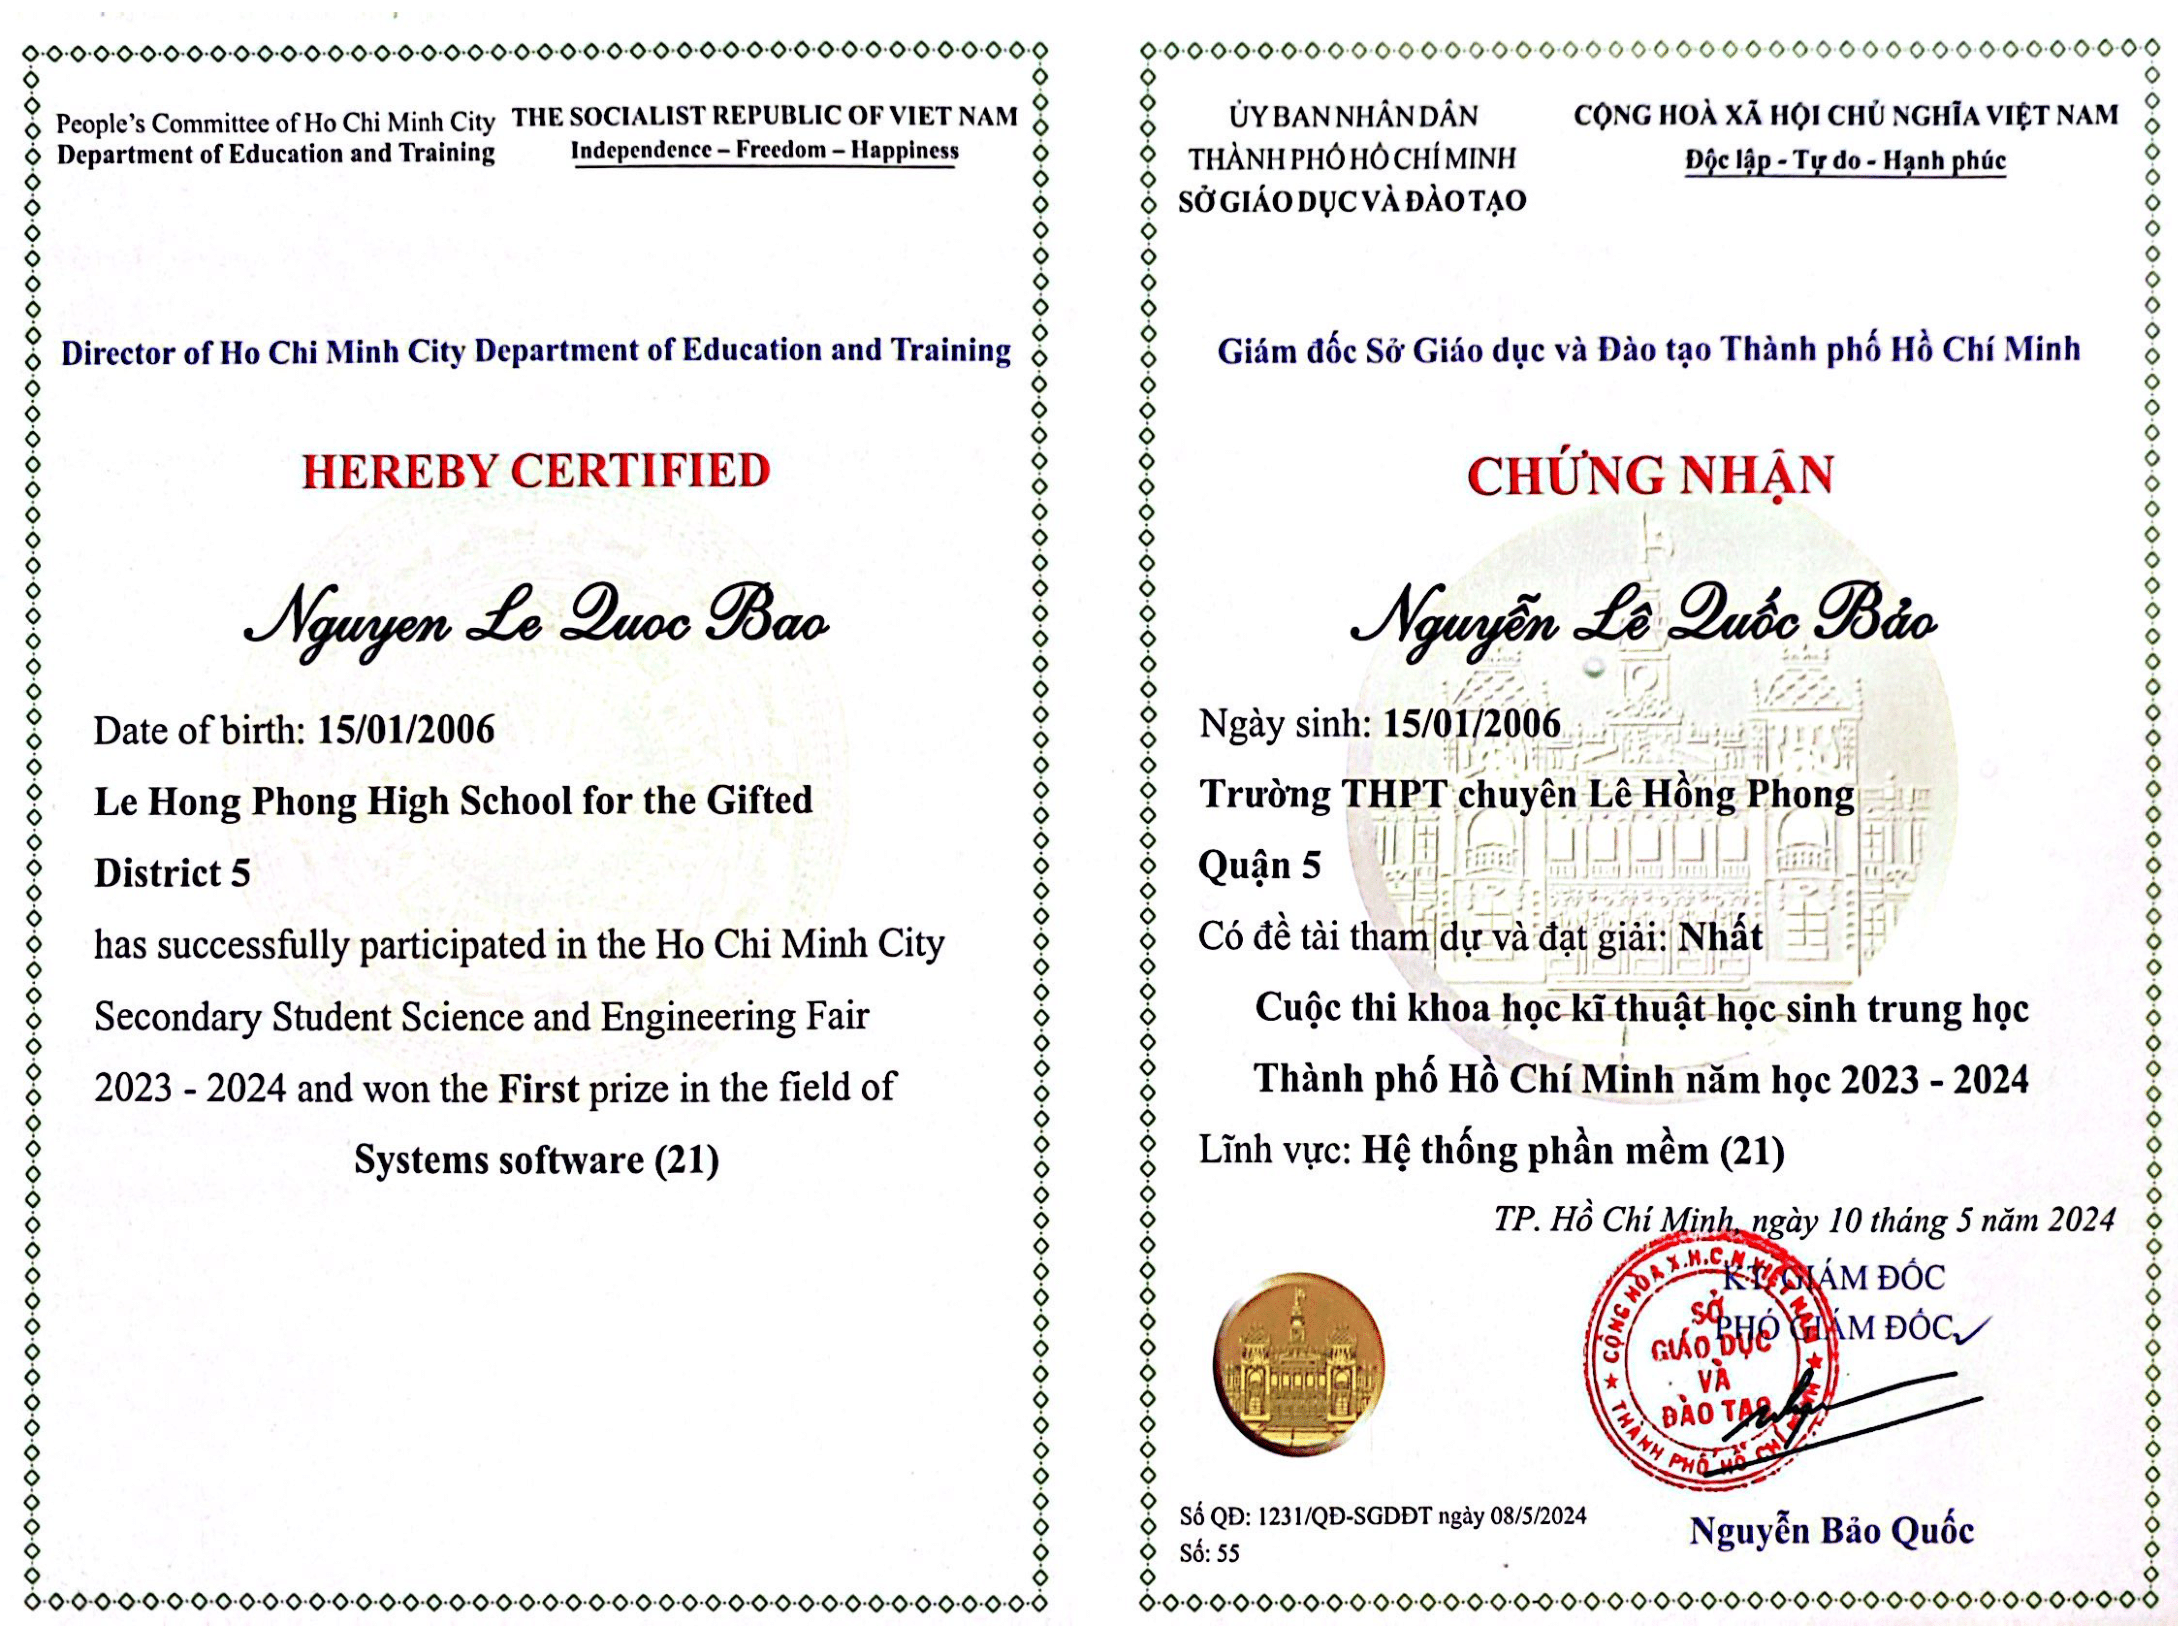 People's Committee of Ho Chi Minh City
Department of Education and Training
THE SOCIALIST REPUBLIC OF VIET NAM
Independence – Freedom – Happiness
Director of Ho Chi Minh City Department of Education and Training
HEREBY CERTIFIED
Nguyen Le Quoc Bao
Date of birth: 15/01/2006
Le Hong Phong High School for the Gifted
District 5
has successfully participated in the Ho Chi Minh City
Secondary Student Science and Engineering Fair
2023 - 2024 and won the First prize in the field of
Systems software (21)
ỦY BAN NHÂN DÂN
THÀNH PHỐ HỒ CHÍ MINH
SỞ GIÁO DỤC VÀ ĐÀO TẠO
CỘNG HOÀ XÃ HỘI CHỦ NGHĨA VIỆT NAM
Độc lập - Tự do - Hạnh phúc
Giám đốc Sở Giáo dục và Đào tạo Thành phố Hồ Chí Minh
CHỨNG NHẬN
Nguyễn Lê Quốc Bảo
Ngày sinh: 15/01/2006
Trường THPT chuyên Lê Hồng Phong
Quận 5
Có đề tài tham dự và đạt giải: Nhất
Cuộc thi khoa học kĩ thuật học sinh trung học
Thành phố Hồ Chí Minh năm học 2023 - 2024
Lĩnh vực: Hệ thống phần mềm (21)
TP. Hồ Chí Minh, ngày 10 tháng 5 năm 2024
KT. GIÁM ĐỐC
PHÓ GIÁM ĐỐC
CỘNG HÒA X.H.C.N VIỆT NAM
SỞ
GIÁO DỤC
VÀ
ĐÀO TẠO
THÀNH PHỐ HỒ CHÍ MINH
Số QĐ: 1231/QĐ-SGDĐT ngày 08/5/2024
Số: 55
Nguyễn Bảo Quốc